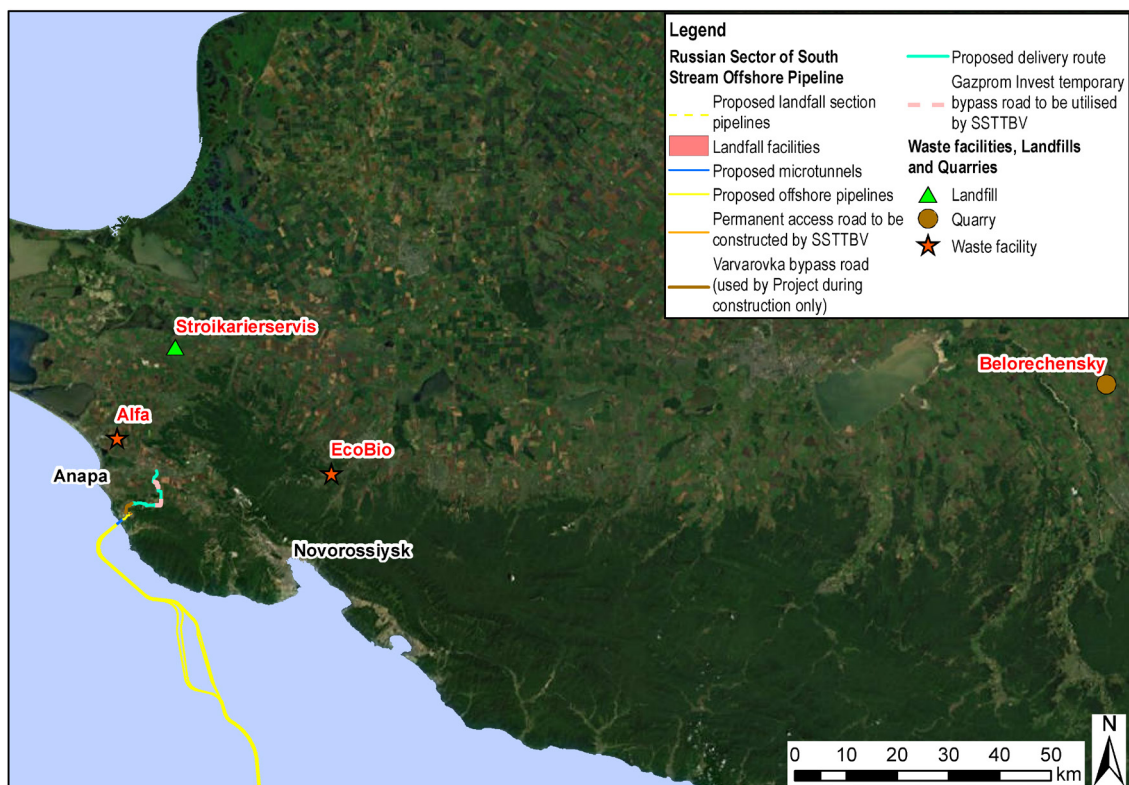 Legend
Russian Sector of South
Stream Offshore Pipeline
Proposed landfall section
pipelines
Landfall facilities
Proposed microtunnels
Proposed offshore pipelines
Permanent access road to be
constructed by SSTTBV
Varvarovka bypass road
(used by Project during
construction only)
Proposed delivery route
Gazprom Invest temporary
bypass road to be utilised
by SSTTBV
Waste facilities, Landfills
and Quarries
Landfill
Quarry
Waste facility
Stroikarierservis
Belorechensky
Alfa
EcoBio
Anapa
Novorossiysk
N
0 10 20 30 40 50
km